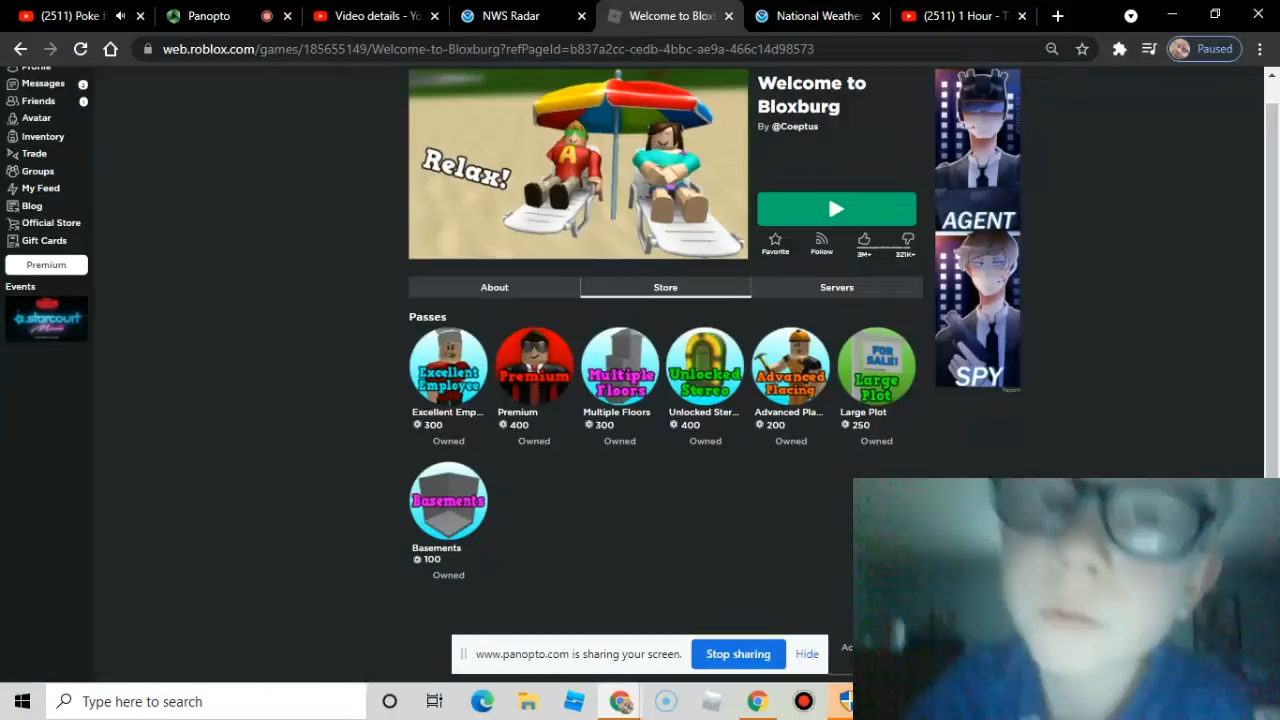 (2511) Poke f
Panopto
Video details - Yo
NWS Radar
Welcome to Blox
National Weathe
(2511) 1 Hour - T
web.roblox.com/games/185655149/Welcome-to-Bloxburg?refPageId=b837a2cc-cedb-4bbc-ae9a-466c14d98573
Paused
Profile
Messages
Friends
Avatar
Inventory
Trade
Groups
My Feed
Blog
Official Store
Gift Cards
Premium
Events
starcourt
Relax!
A
Welcome to
Bloxburg
By @Coeptus
Favorite
Follow
3M+
321K+
AGENT
SPY
About
Store
Servers
Passes
Excellent
Employee
Premium
Multiple
Floors
Unlocked
Stereo
Advanced
Placing
FOR
SALE!
Large
Plot
Excellent Emp...
Premium
Multiple Floors
Unlocked Ster...
Advanced Pla...
Large Plot
300
400
300
400
200
250
Owned
Owned
Owned
Owned
Owned
Owned
Basements
Basements
100
Owned
www.panopto.com is sharing your screen.
Stop sharing
Hide
Type here to search